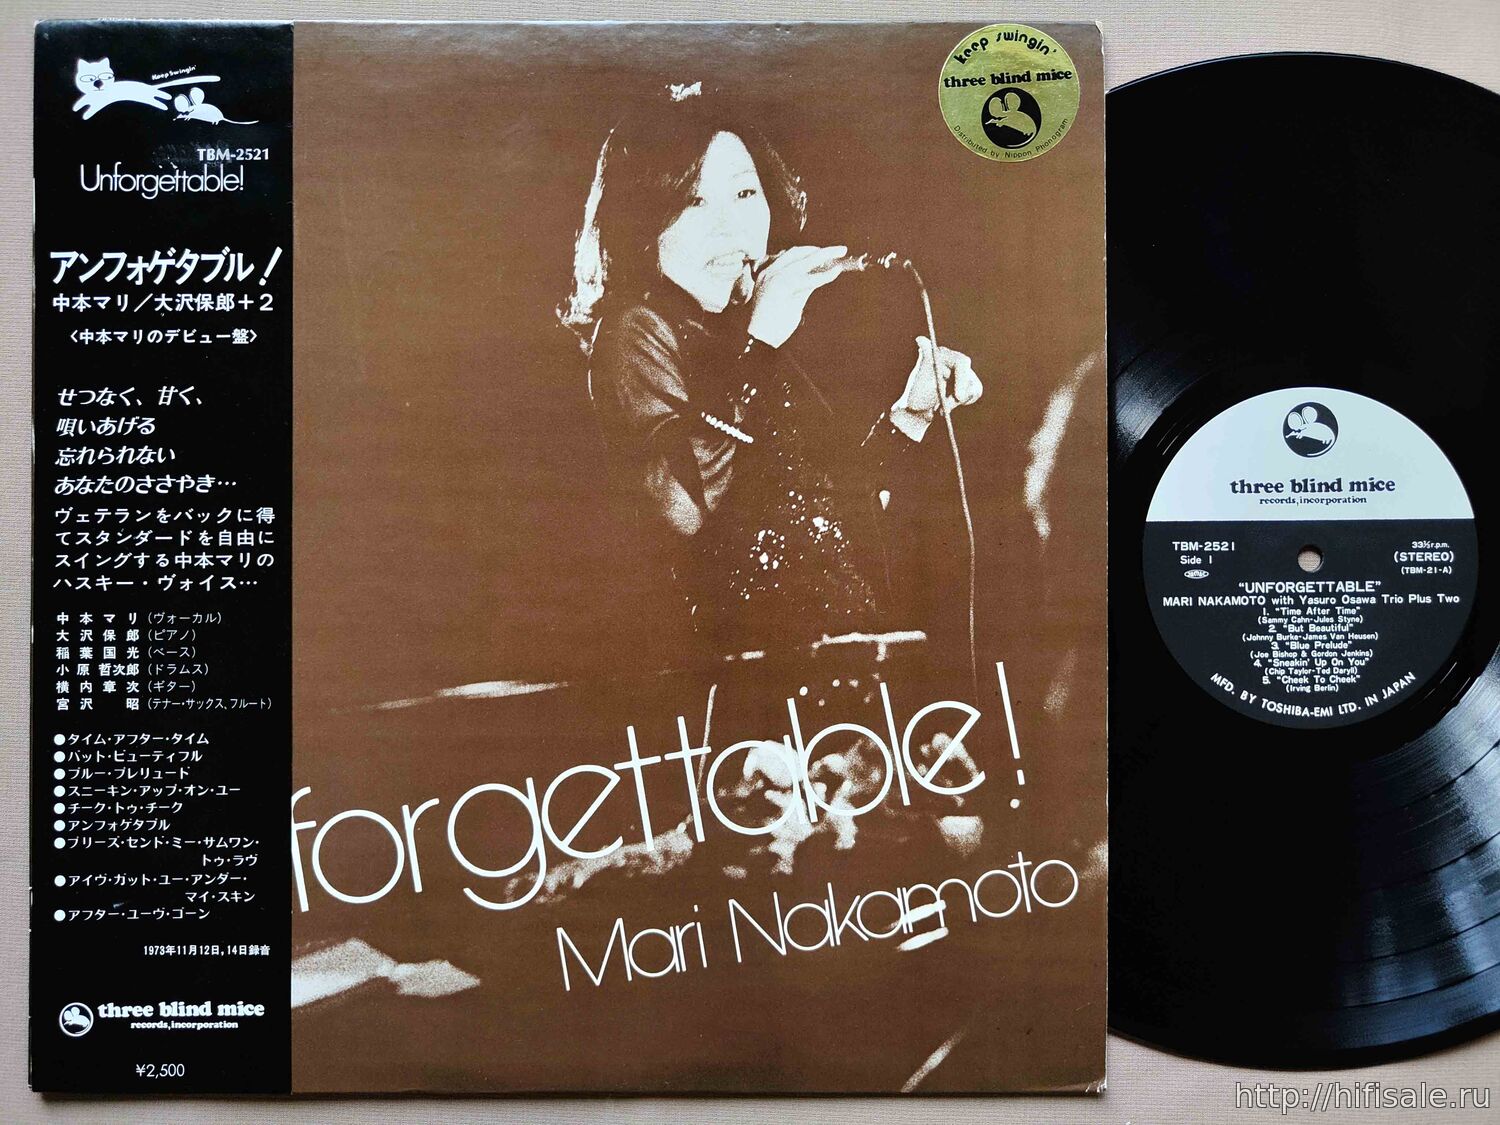 Keep Swingin'
TBM-2521
Unforgettable!
アンフォゲタブル!
中本マリ/大沢保郎+2
<中本マリのデビュー盤>
せつなく、甘く、
唄いあげる
忘れられない
あなたのささやき…
ヴェテランをバックに得
てスタンダードを自由に
スイングする中本マリの
ハスキー・ヴォイス…
中本マリ(ヴォーカル)
大沢保郎(ピアノ)
稲葉国光(ベース)
小原哲次郎(ドラムス)
横内章次(ギター)
宮沢昭(テナー・サックス、フルート)
●タイム・アフター・タイム
●バット・ビューティフル
●ブルー・プレリュード
●スニーキン・アップ・オン・ユー
●チーク・トゥ・チーク
●アンフォゲタブル
●プリーズ・センド・ミー・サムワン・
トゥ・ラヴ
●アイヴ・ガット・ユー・アンダー・
マイ・スキン
●アフター・ユーヴ・ゴーン
1973年11月12日,14日録音
three blind mice
records, incorporation
¥2,500
keep swingin'
three blind mice
Distributed by Nippon Phonogram
forgettable!
Mari Nakamoto
three blind mice
records, incorporation
TBM-2521
Side 1
33⅓r.p.m.
(STEREO)
(TBM-21-A)
"UNFORGETTABLE"
MARI NAKAMOTO with Yasuro Osawa Trio Plus Two
1. "Time After Time"
(Sammy Cahn-Jules Styne)
2. "But Beautiful"
(Johnny Burke-James Van Heusen)
3. "Blue Prelude"
(Joe Bishop & Gordon Jenkins)
4. "Sneakin' Up On You"
(Chip Taylor-Ted Daryll)
5. "Cheek To Cheek"
(Irving Berlin)
MFD. BY TOSHIBA-EMI LTD. IN JAPAN
http://hifisale.ru